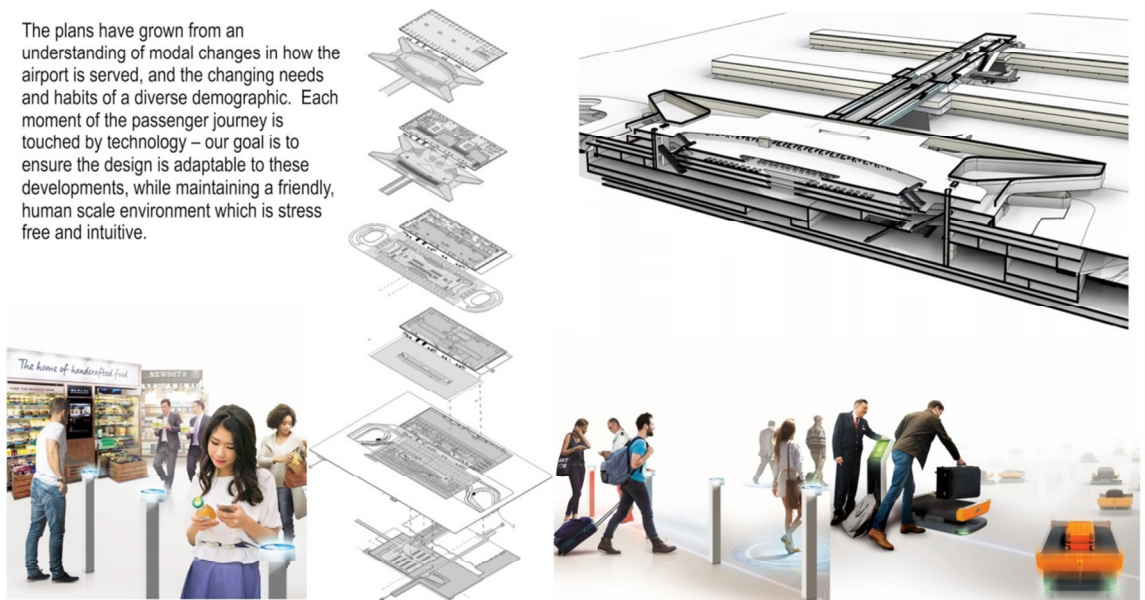 The plans have grown from an
understanding of modal changes in how the
airport is served, and the changing needs
and habits of a diverse demographic.  Each
moment of the passenger journey is
touched by technology – our goal is to
ensure the design is adaptable to these
developments, while maintaining a friendly,
human scale environment which is stress
free and intuitive.
The home of handcrafted food